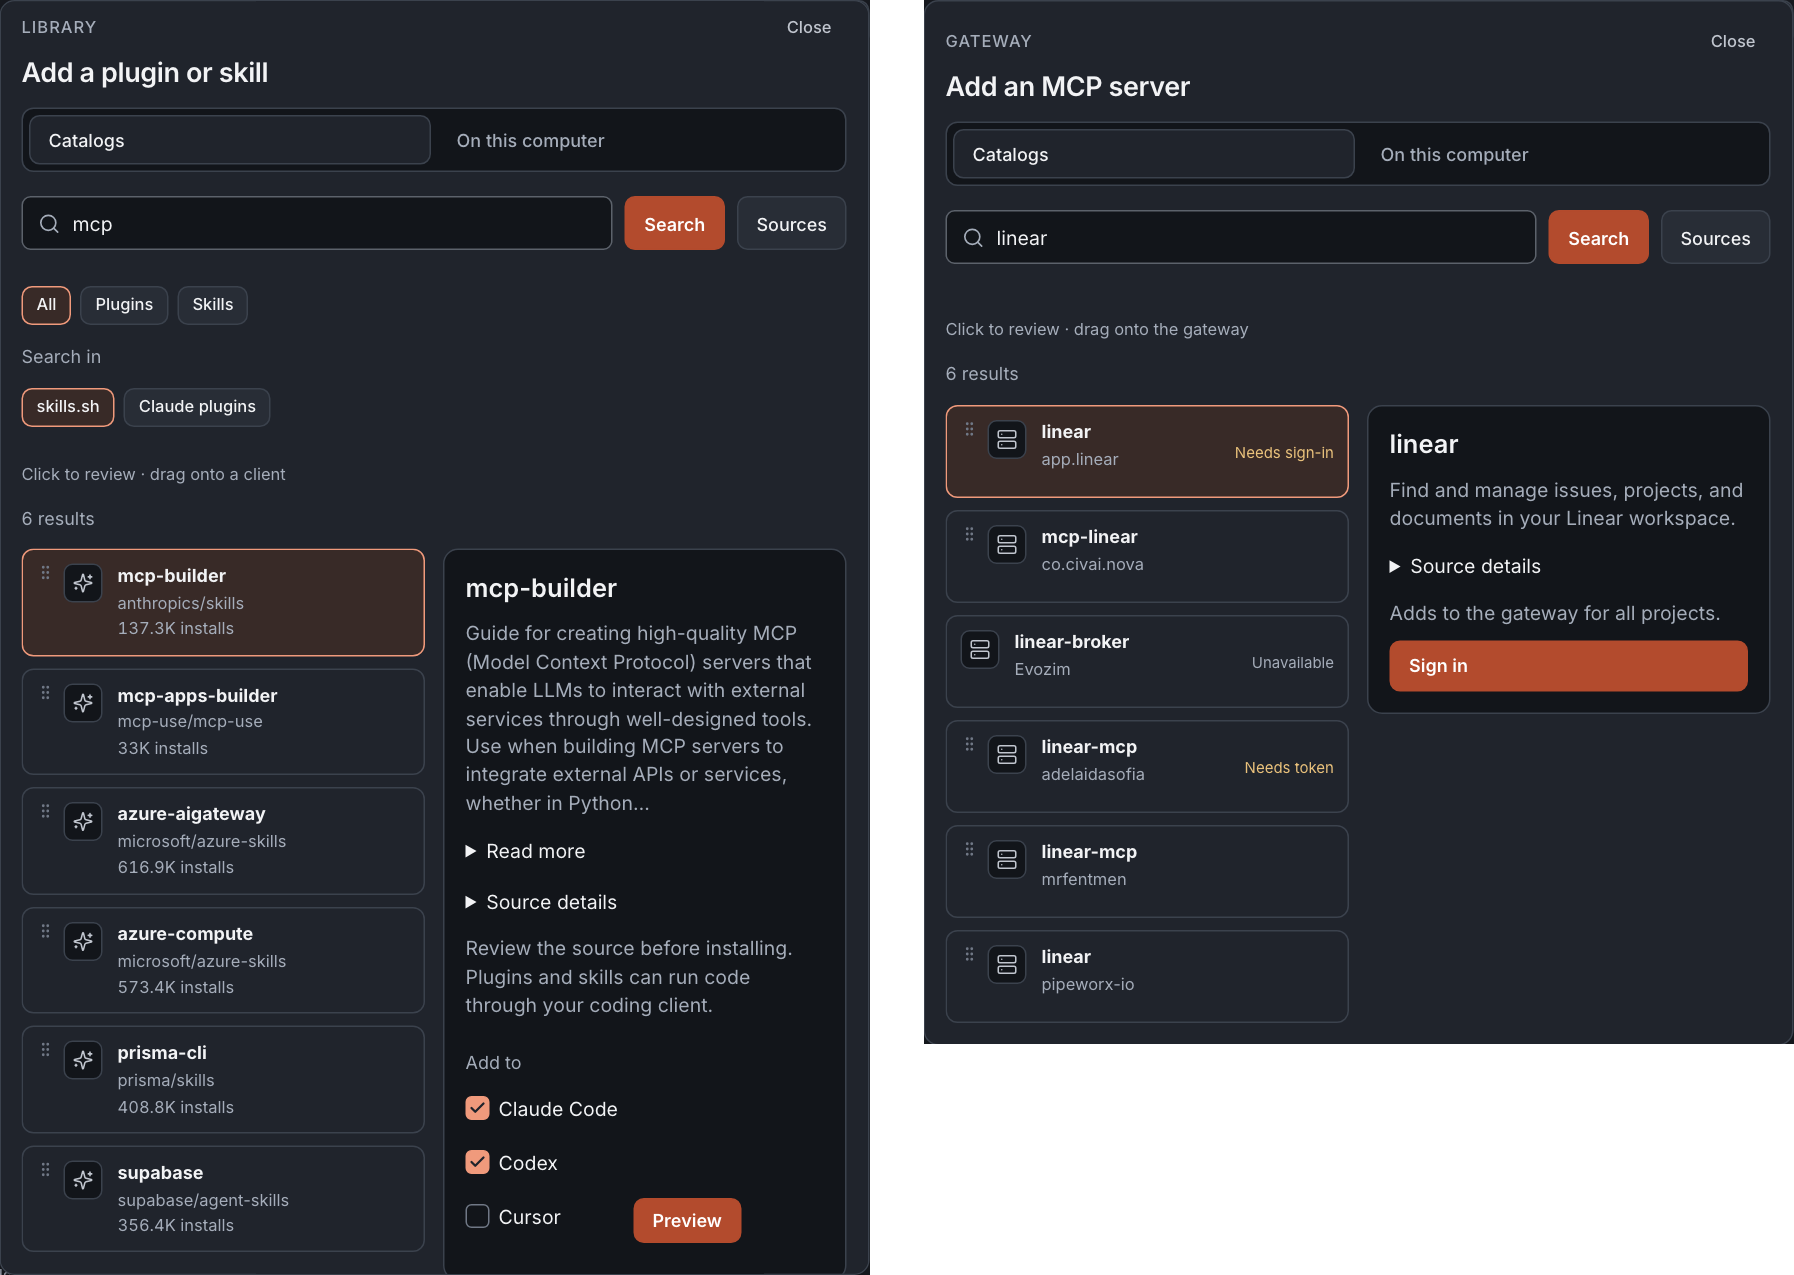 LIBRARY
Close
Add a plugin or skill
Catalogs
On this computer
mcp
Search
Sources
All
Plugins
Skills
Search in
skills.sh
Claude plugins
Click to review · drag onto a client
6 results
mcp-builder
anthropics/skills
137.3K installs
mcp-apps-builder
mcp-use/mcp-use
33K installs
azure-aigateway
microsoft/azure-skills
616.9K installs
azure-compute
microsoft/azure-skills
573.4K installs
prisma-cli
prisma/skills
408.8K installs
supabase
supabase/agent-skills
356.4K installs
mcp-builder
Guide for creating high-quality MCP
(Model Context Protocol) servers that
enable LLMs to interact with external
services through well-designed tools.
Use when building MCP servers to
integrate external APIs or services,
whether in Python...
Read more
Source details
Review the source before installing.
Plugins and skills can run code
through your coding client.
Add to
Claude Code
Codex
Cursor
Preview
GATEWAY
Close
Add an MCP server
Catalogs
On this computer
linear
Search
Sources
Click to review · drag onto the gateway
6 results
linear
app.linear
Needs sign-in
mcp-linear
co.civai.nova
linear-broker
Evozim
Unavailable
linear-mcp
adelaidasofia
Needs token
linear-mcp
mrfentmen
linear
pipeworx-io
linear
Find and manage issues, projects, and
documents in your Linear workspace.
Source details
Adds to the gateway for all projects.
Sign in